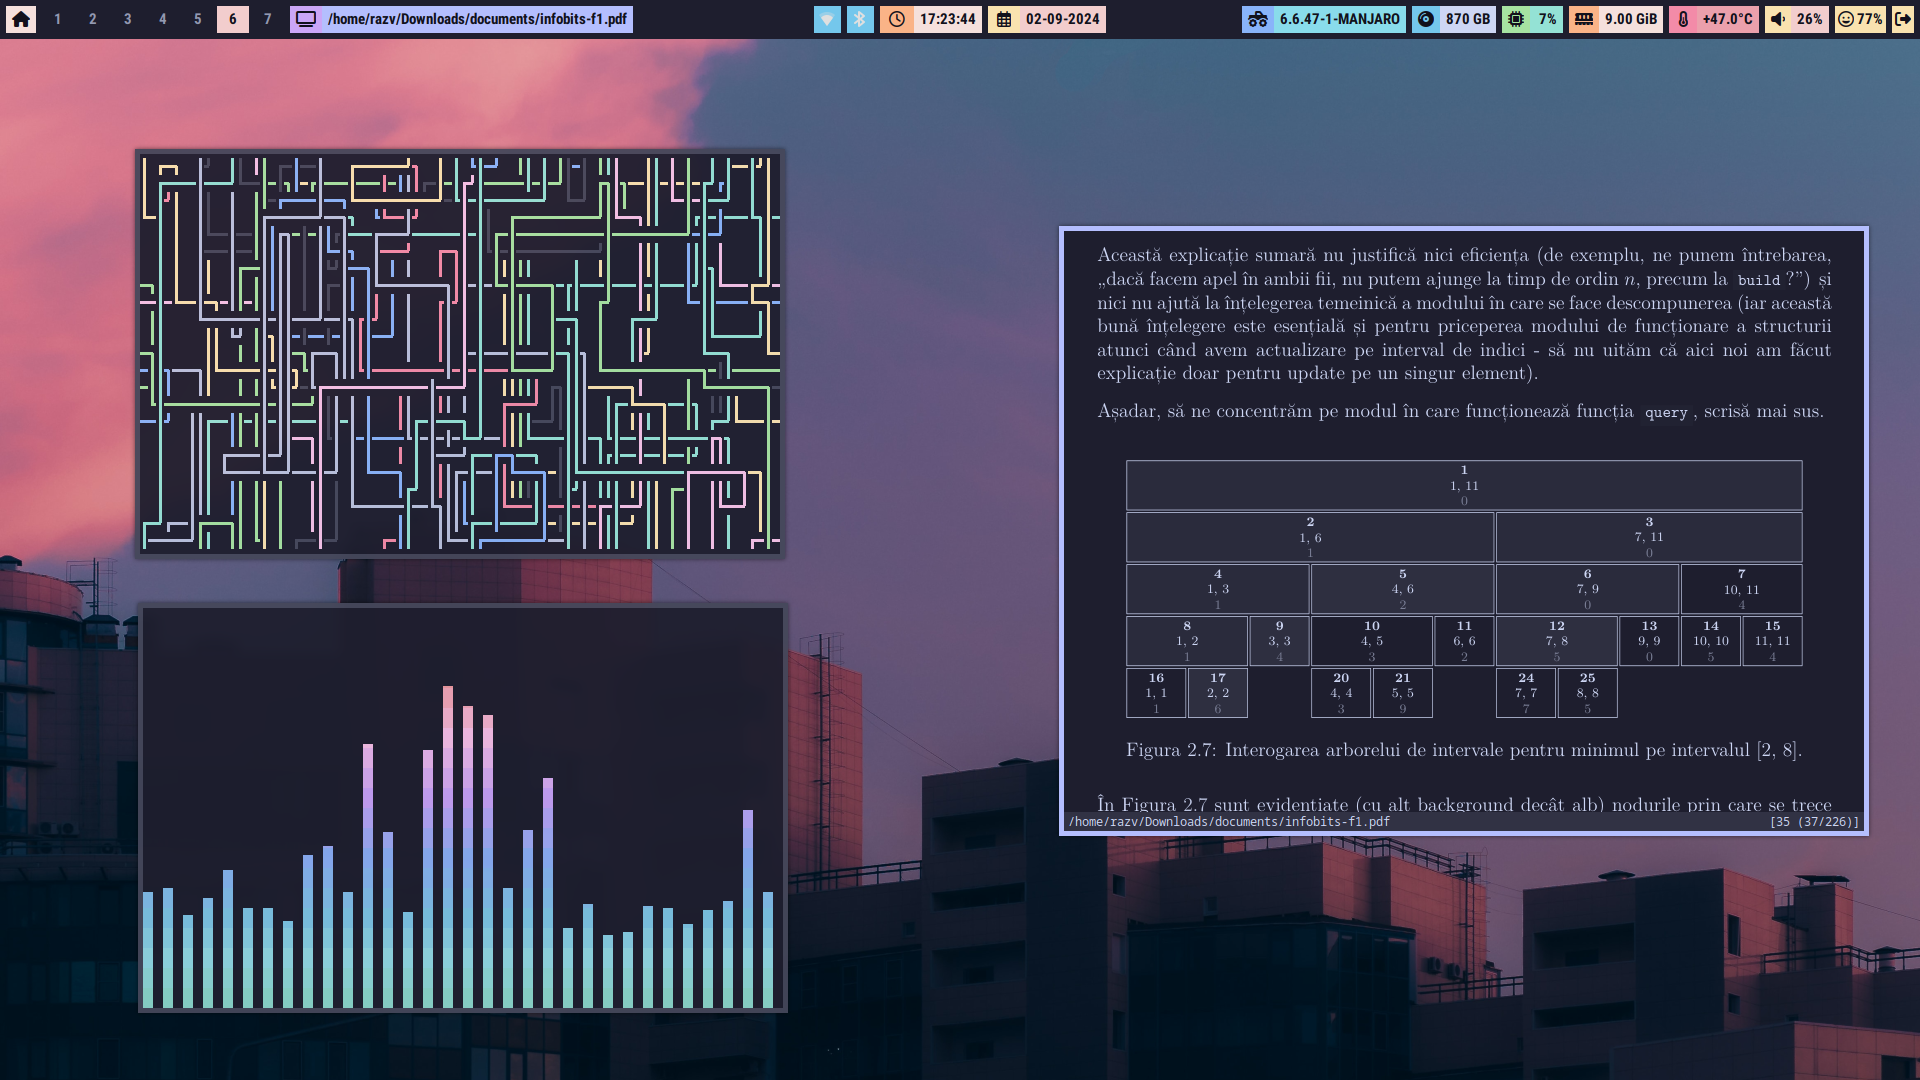 1 2 3 4 5 6 7 /home/razv/Downloads/documents/infobits-f1.pdf 17:23:44 02-09-2024 6.6.47-1-MANJARO 870 GB 7% 9.00 GiB +47.0°C 26% 77%
Această explicație sumară nu justifică nici eficiența (de exemplu, ne punem întrebarea,
„dacă facem apel în ambii fii, nu putem ajunge la timp de ordin n, precum la build ?”) și
nici nu ajută la înțelegerea temeinică a modului în care se face descompunerea (iar această
bună înțelegere este esențială și pentru priceperea modului de funcționare a structurii
atunci când avem actualizare pe interval de indici - să nu uităm că aici noi am făcut
explicație doar pentru update pe un singur element).
Așadar, să ne concentrăm pe modul în care funcționează funcția query , scrisă mai sus.
1
1, 11
0
2 3
1, 6 7, 11
1 0
4 5 6 7
1, 3 4, 6 7, 9 10, 11
1 2 0 4
8 9 10 11 12 13 14 15
1, 2 3, 3 4, 5 6, 6 7, 8 9, 9 10, 10 11, 11
1 4 3 2 5 0 5 4
16 17 20 21 24 25
1, 1 2, 2 4, 4 5, 5 7, 7 8, 8
1 6 3 9 7 5
Figura 2.7: Interogarea arborelui de intervale pentru minimul pe intervalul [2, 8].
În Figura 2.7 sunt evidențiate (cu alt background decât alb) nodurile prin care se trece
/home/razv/Downloads/documents/infobits-f1.pdf [35 (37/226)]